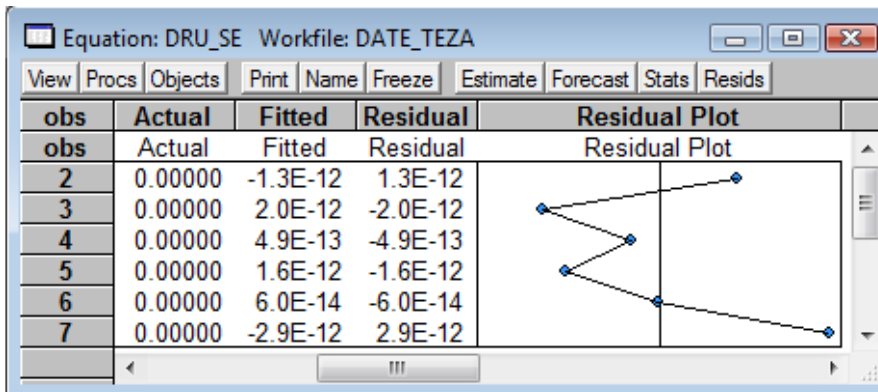 Equation: DRU_SE Workfile: DATE_TEZA
View Procs Objects Print Name Freeze Estimate Forecast Stats Resids
obs Actual Fitted Residual Residual Plot
obs Actual Fitted Residual Residual Plot
2 0.00000 -1.3E-12 1.3E-12
3 0.00000 2.0E-12 -2.0E-12
4 0.00000 4.9E-13 -4.9E-13
5 0.00000 1.6E-12 -1.6E-12
6 0.00000 6.0E-14 -6.0E-14
7 0.00000 -2.9E-12 2.9E-12